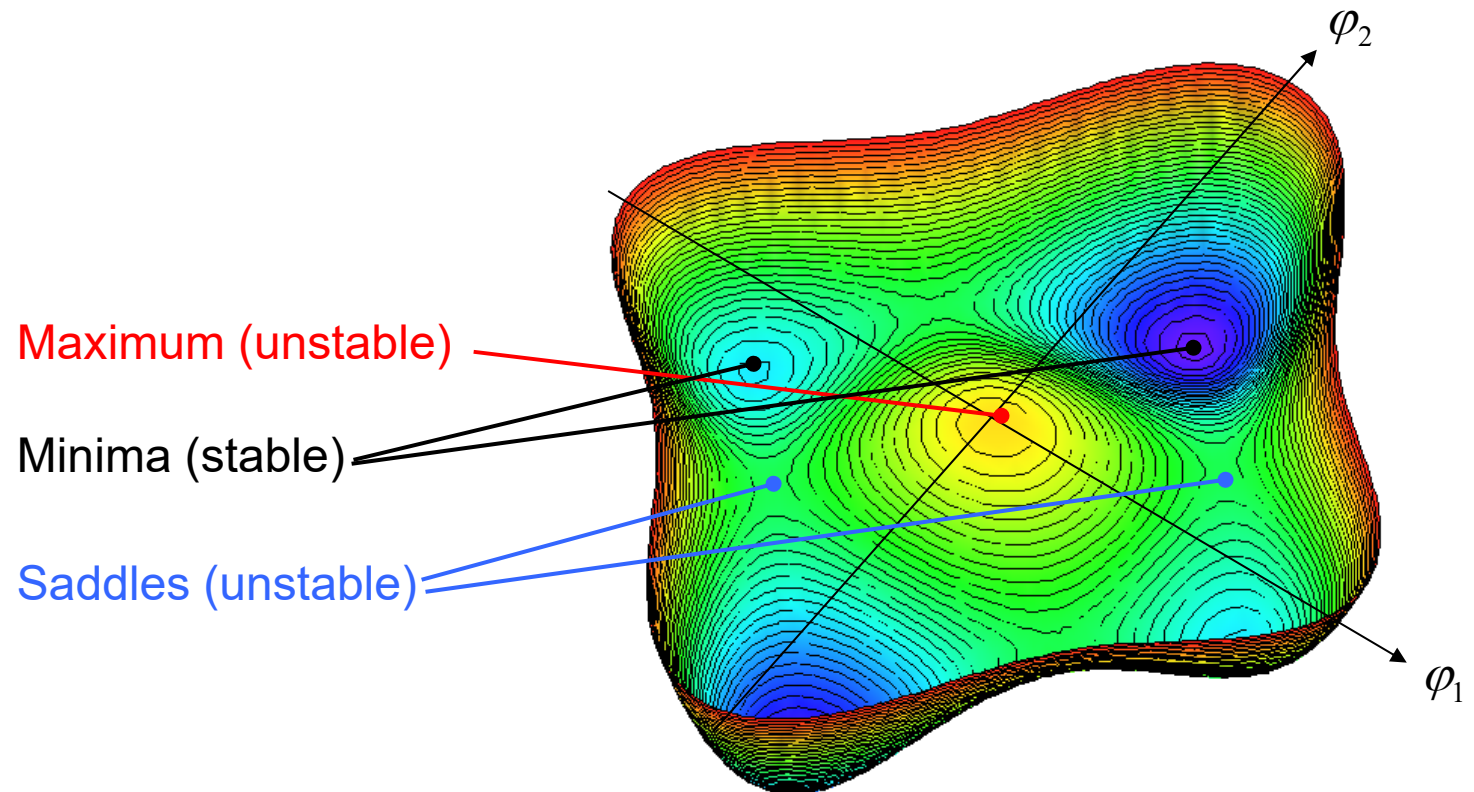 φ₂
Maximum (unstable)
Minima (stable)
Saddles (unstable)
φ₁